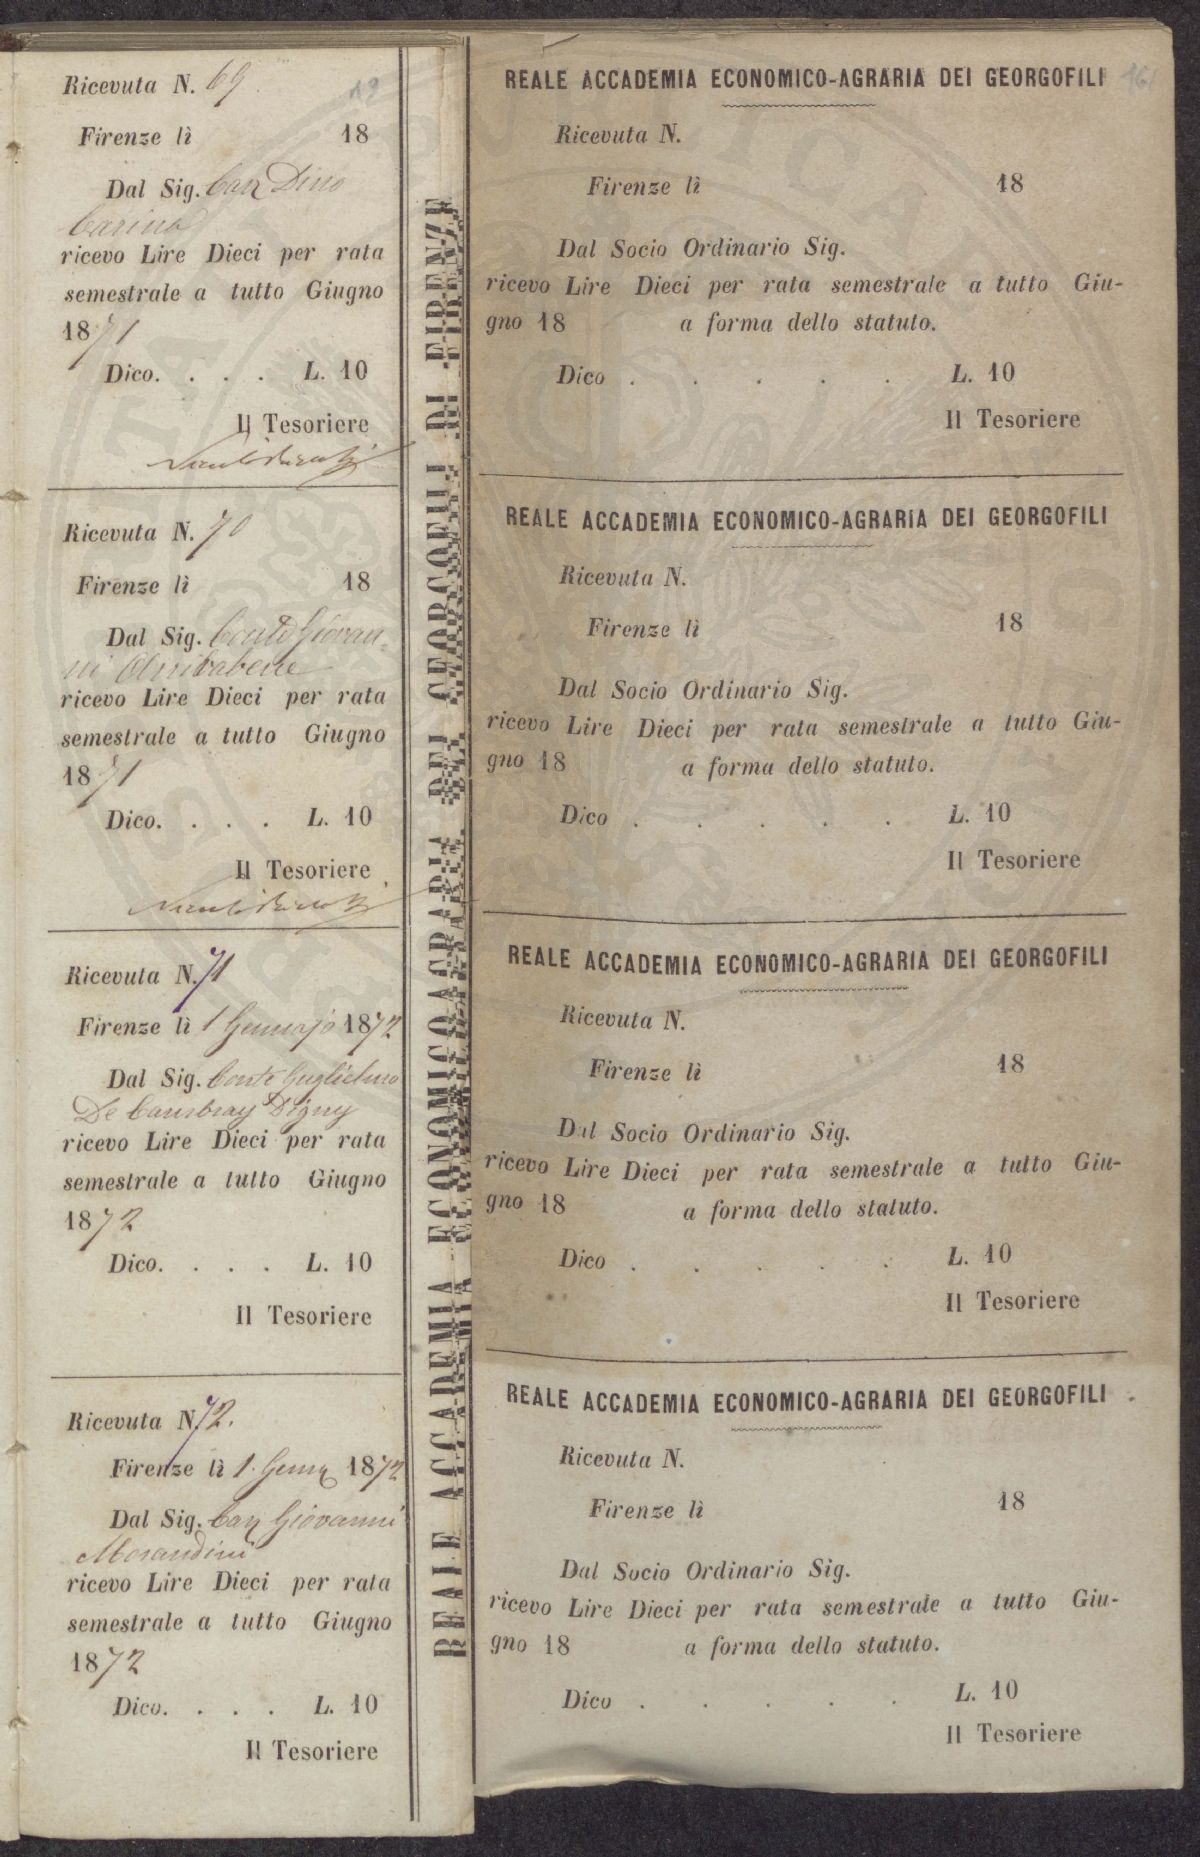 Ricevuta N. 69
Firenze lì 18
Dal Sig. Cav Dino
Carina
ricevo Lire Dieci per rata
semestrale a tutto Giugno
1871
Dico. . . . L. 10
Il Tesoriere
Ricevuta N. 70
Firenze lì 18
Dal Sig. Conte Giovan-
ni Arrivabene
ricevo Lire Dieci per rata
semestrale a tutto Giugno
1871
Dico. . . . L. 10
Il Tesoriere
Ricevuta N. 71
Firenze lì 1 Gennajo 1872
Dal Sig. Conte Guglielmo
De Cambray Digny
ricevo Lire Dieci per rata
semestrale a tutto Giugno
1872
Dico. . . . L. 10
Il Tesoriere
Ricevuta N. 72.
Firenze lì 1. Genn 1872
Dal Sig. Cav Giovanni
Morandini
ricevo Lire Dieci per rata
semestrale a tutto Giugno
1872
Dico. . . . L. 10
Il Tesoriere
REALE ACCADEMIA ECONOMICO-AGRARIA DEI GEORGOFILI DI FIRENZE
REALE ACCADEMIA ECONOMICO-AGRARIA DEI GEORGOFILI
Ricevuta N.
Firenze lì 18
Dal Socio Ordinario Sig.
ricevo Lire Dieci per rata semestrale a tutto Giu-
gno 18 a forma dello statuto.
Dico . . . . . L. 10
Il Tesoriere
REALE ACCADEMIA ECONOMICO-AGRARIA DEI GEORGOFILI
Ricevuta N.
Firenze lì 18
Dal Socio Ordinario Sig.
ricevo Lire Dieci per rata semestrale a tutto Giu-
gno 18 a forma dello statuto.
Dico . . . . . L. 10
Il Tesoriere
REALE ACCADEMIA ECONOMICO-AGRARIA DEI GEORGOFILI
Ricevuta N.
Firenze lì 18
Dal Socio Ordinario Sig.
ricevo Lire Dieci per rata semestrale a tutto Giu-
gno 18 a forma dello statuto.
Dico . . . . . L. 10
Il Tesoriere
REALE ACCADEMIA ECONOMICO-AGRARIA DEI GEORGOFILI
Ricevuta N.
Firenze lì 18
Dal Socio Ordinario Sig.
ricevo Lire Dieci per rata semestrale a tutto Giu-
gno 18 a forma dello statuto.
Dico . . . . . L. 10
Il Tesoriere